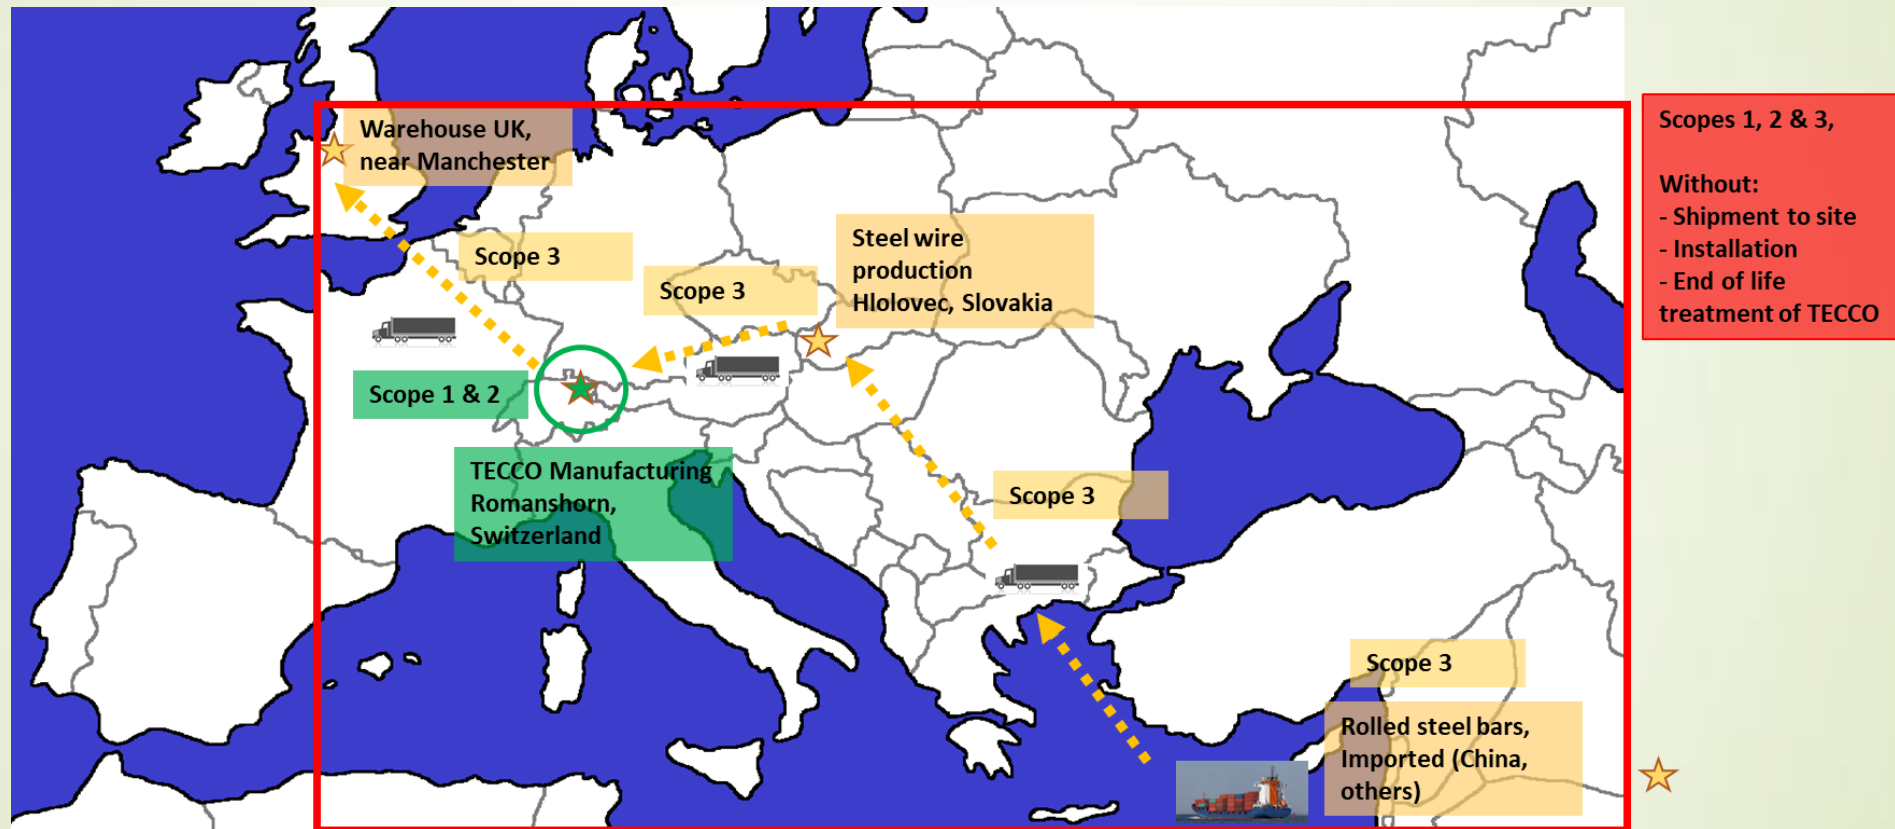 Warehouse UK,
near Manchester
Scope 3
Scope 3
Steel wire
production
Hlolovec, Slovakia
Scopes 1, 2 & 3,
Without:
- Shipment to site
- Installation
- End of life
treatment of TECCO
Scope 1 & 2
TECCO Manufacturing
Romanshorn,
Switzerland
Scope 3
Scope 3
Rolled steel bars,
Imported (China,
others)